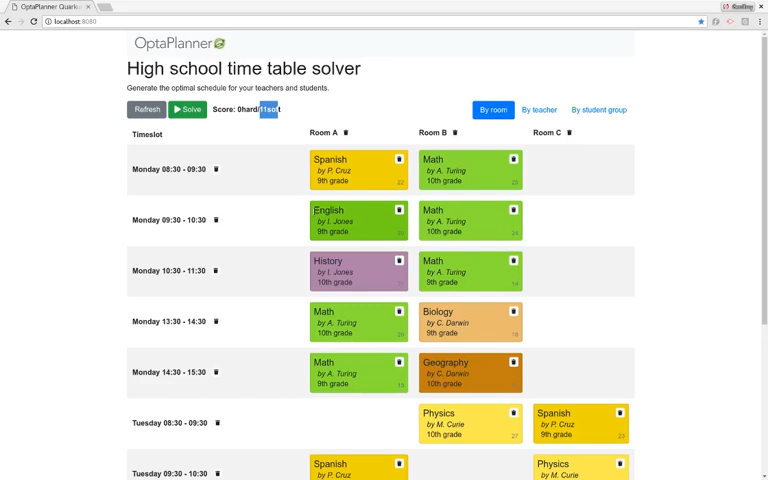 OptaPlanner Quarku
localhost:8080
OptaPlanner
High school time table solver
Generate the optimal schedule for your teachers and students.
Refresh Solve Score: 0hard/11soft By room By teacher By student group
Timeslot Room A Room B Room C
Monday 08:30 - 09:30
Spanish
by P. Cruz
9th grade
Math
by A. Turing
10th grade
Monday 09:30 - 10:30
English
by I. Jones
9th grade
Math
by A. Turing
10th grade
24
Monday 10:30 - 11:30
History
by I. Jones
10th grade
Math
by A. Turing
9th grade
14
Monday 13:30 - 14:30
Math
by A. Turing
10th grade
Biology
by C. Darwin
9th grade
18
Monday 14:30 - 15:30
Math
by A. Turing
9th grade
13
Geography
by C. Darwin
10th grade
Tuesday 08:30 - 09:30
Physics
by M. Curie
10th grade
27
Spanish
by P. Cruz
9th grade
23
Tuesday 09:30 - 10:30
Spanish
by P. Cruz
Physics
by M. Curie